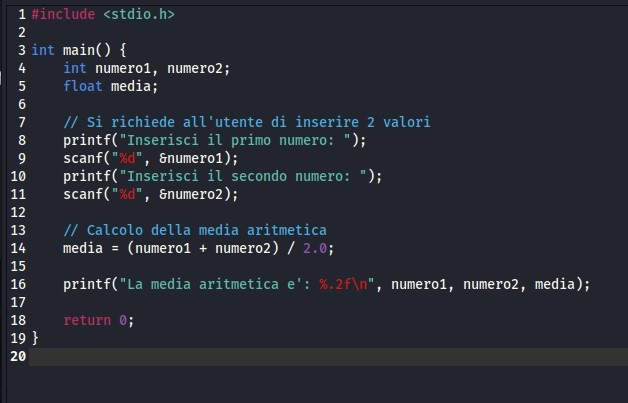 1 #include <stdio.h>
2
3 int main() {
4     int numero1, numero2;
5     float media;
6
7     // Si richiede all'utente di inserire 2 valori
8     printf("Inserisci il primo numero: ");
9     scanf("%d", &numero1);
10     printf("Inserisci il secondo numero: ");
11     scanf("%d", &numero2);
12
13     // Calcolo della media aritmetica
14     media = (numero1 + numero2) / 2.0;
15
16     printf("La media aritmetica e': %.2f\n", numero1, numero2, media);
17
18     return 0;
19 }
20